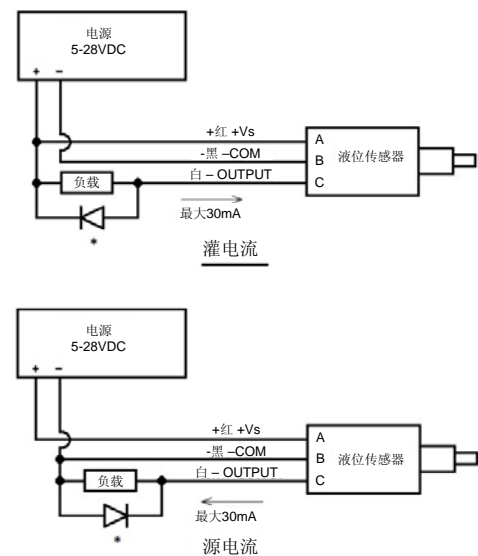 电源
5-28VDC
+ −
+红 +Vs
A
-黑 –COM
B
液位传感器
负载
白 – OUTPUT
C
最大30mA
*
灌电流
电源
5-28VDC
+ −
+红 +Vs
A
-黑 –COM
B
液位传感器
负载
白 – OUTPUT
C
最大30mA
*
源电流